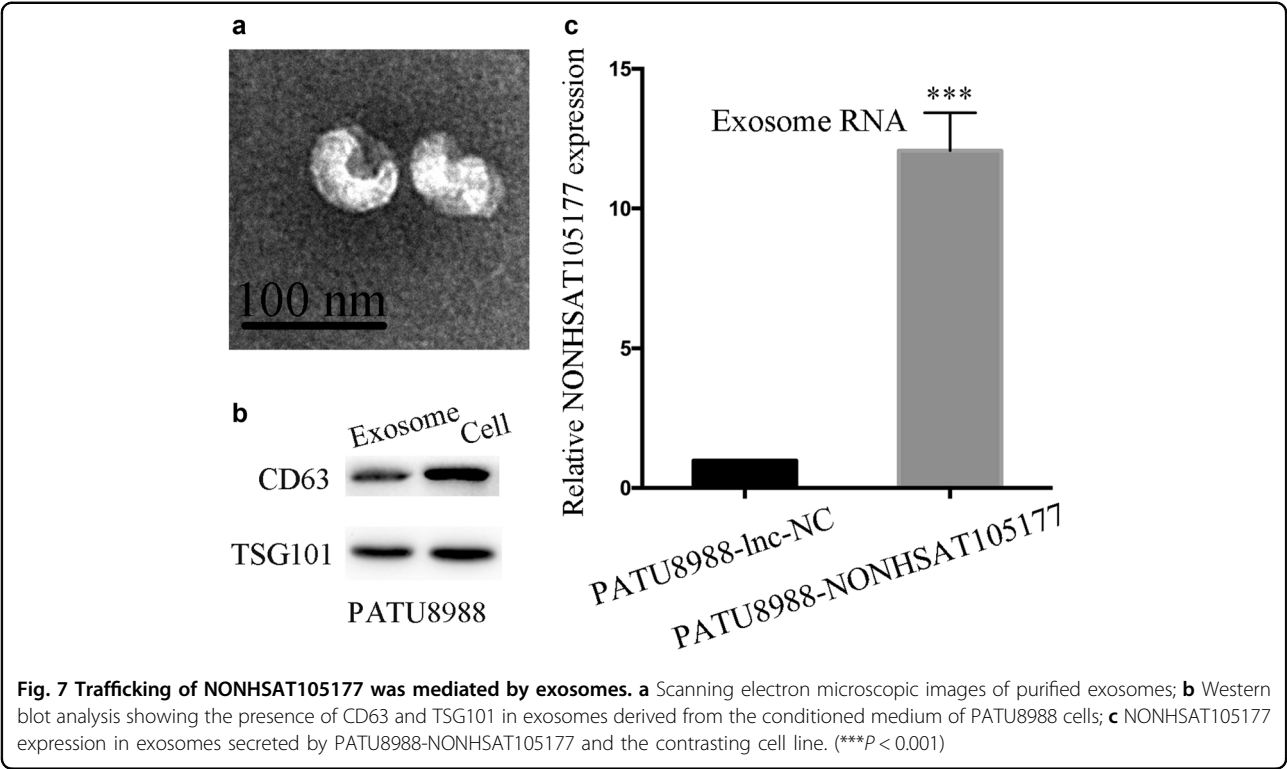 a
100 nm
b
Exosome
Cell
CD63
TSG101
PATU8988
c
Relative NONHSAT105177 expression
15
10
5
0
Exosome RNA
***
PATU8988-lnc-NC
PATU8988-NONHSAT105177
Fig. 7 Trafficking of NONHSAT105177 was mediated by exosomes. a Scanning electron microscopic images of purified exosomes; b Western
blot analysis showing the presence of CD63 and TSG101 in exosomes derived from the conditioned medium of PATU8988 cells; c NONHSAT105177
expression in exosomes secreted by PATU8988-NONHSAT105177 and the contrasting cell line. (***P < 0.001)